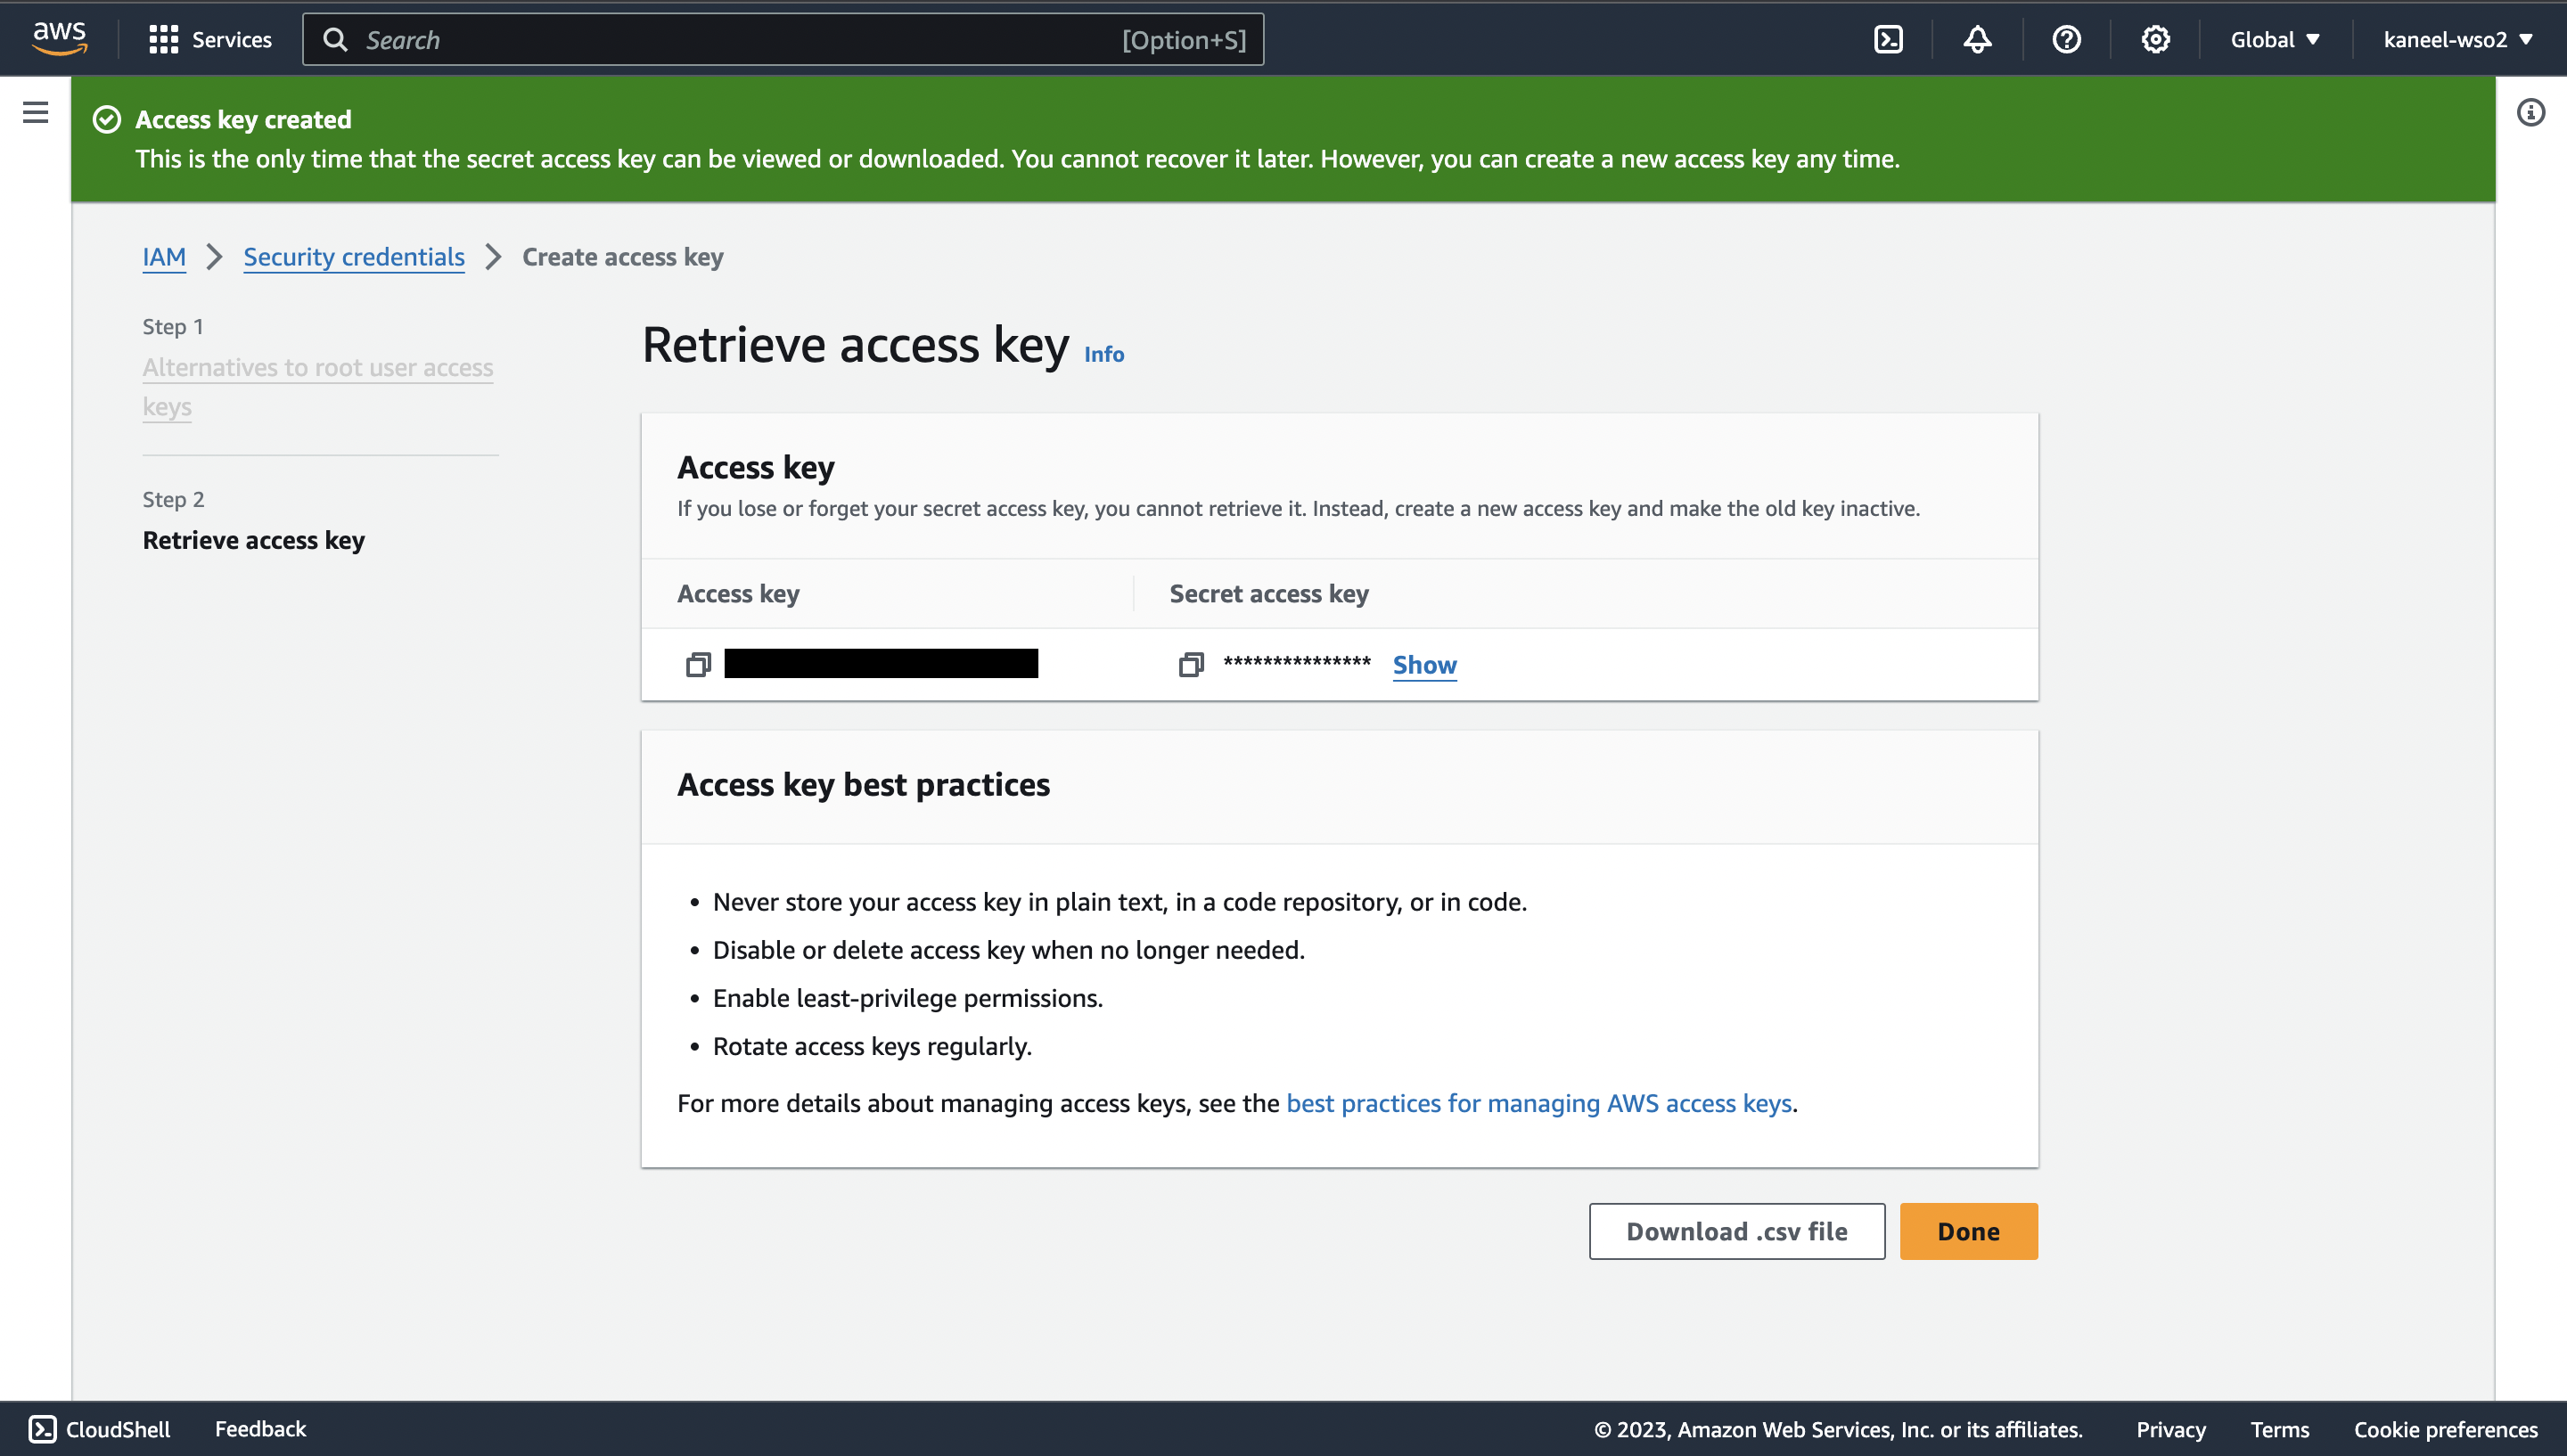 aws Services Search [Option+S] Global kaneel-wso2
Access key created
This is the only time that the secret access key can be viewed or downloaded. You cannot recover it later. However, you can create a new access key any time.
IAM Security credentials Create access key
Step 1
Alternatives to root user access
keys
Step 2
Retrieve access key
Retrieve access key Info
Access key
If you lose or forget your secret access key, you cannot retrieve it. Instead, create a new access key and make the old key inactive.
Access key Secret access key
*************** Show
Access key best practices
• Never store your access key in plain text, in a code repository, or in code.
• Disable or delete access key when no longer needed.
• Enable least-privilege permissions.
• Rotate access keys regularly.
For more details about managing access keys, see the best practices for managing AWS access keys.
Download .csv file Done
CloudShell Feedback © 2023, Amazon Web Services, Inc. or its affiliates. Privacy Terms Cookie preferences